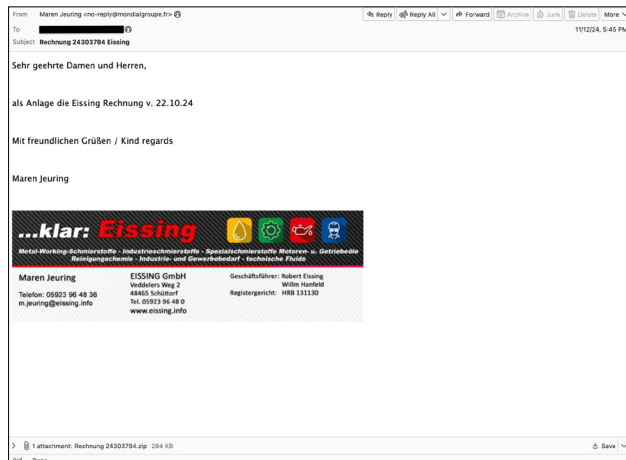 From Maren Jeuring <no-reply@mondialgroupe.fr>
Reply Reply All Forward Archive Junk Delete More
To
11/12/24, 5:45 PM
Subject Rechnung 24303784 Eissing
Sehr geehrte Damen und Herren,
als Anlage die Eissing Rechnung v. 22.10.24
Mit freundlichen Grüßen / Kind regards
Maren Jeuring
...klar: Eissing
Metal-Working-Schmierstoffe - Industrieschmierstoffe - Spezialschmierstoffe Motoren- u. Getriebeöle
Reinigungschemie - Industrie- und Gewerbebedarf - technische Fluids
Maren Jeuring
Telefon: 05923 96 48 36
m.jeuring@eissing.info
EISSING GmbH
Veddelers Weg 2
48465 Schüttorf
Tel. 05923 96 48 0
www.eissing.info
Geschäftsführer: Robert Eissing
Willm Hanfeld
Registergericht: HRB 131130
1 attachment: Rechnung 24303784.zip 284 KB
Save